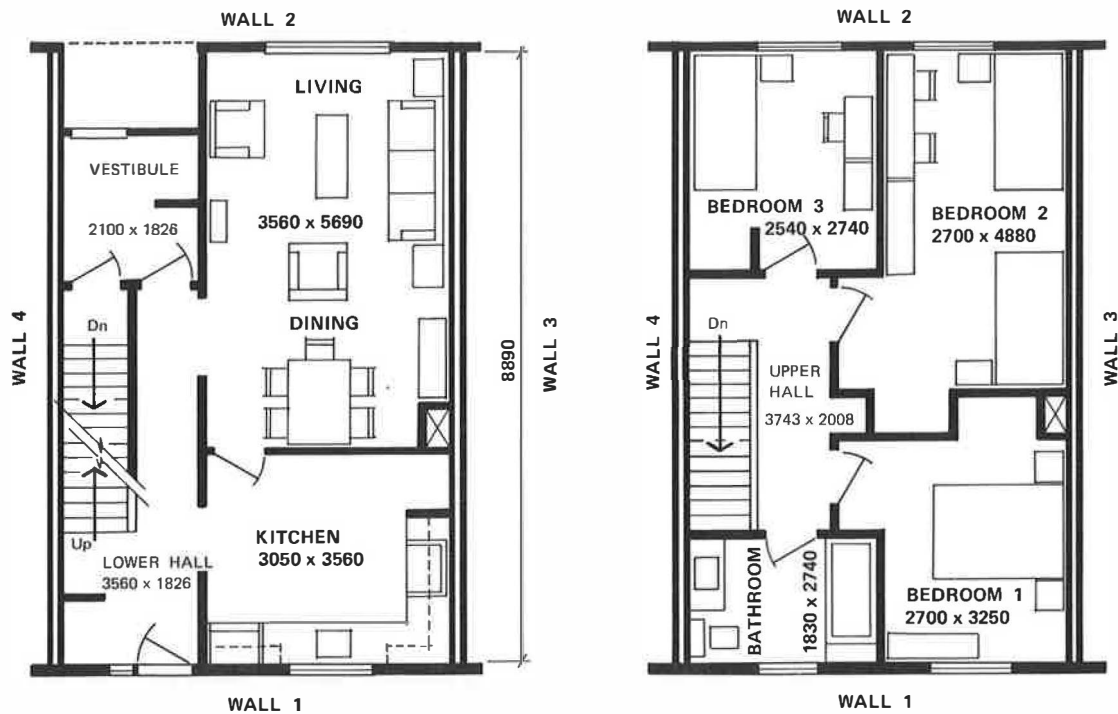 WALL 2
LIVING
VESTIBULE
2100 x 1826
3560 x 5690
WALL 4
Dn
DINING
8890
WALL 3
Up
LOWER HALL
3560 x 1826
KITCHEN
3050 x 3560
WALL 1
WALL 2
BEDROOM 3
2540 x 2740
BEDROOM 2
2700 x 4880
WALL 4
Dn
UPPER
HALL
3743 x 2008
WALL 3
BATHROOM
1830 x 2740
BEDROOM 1
2700 x 3250
WALL 1